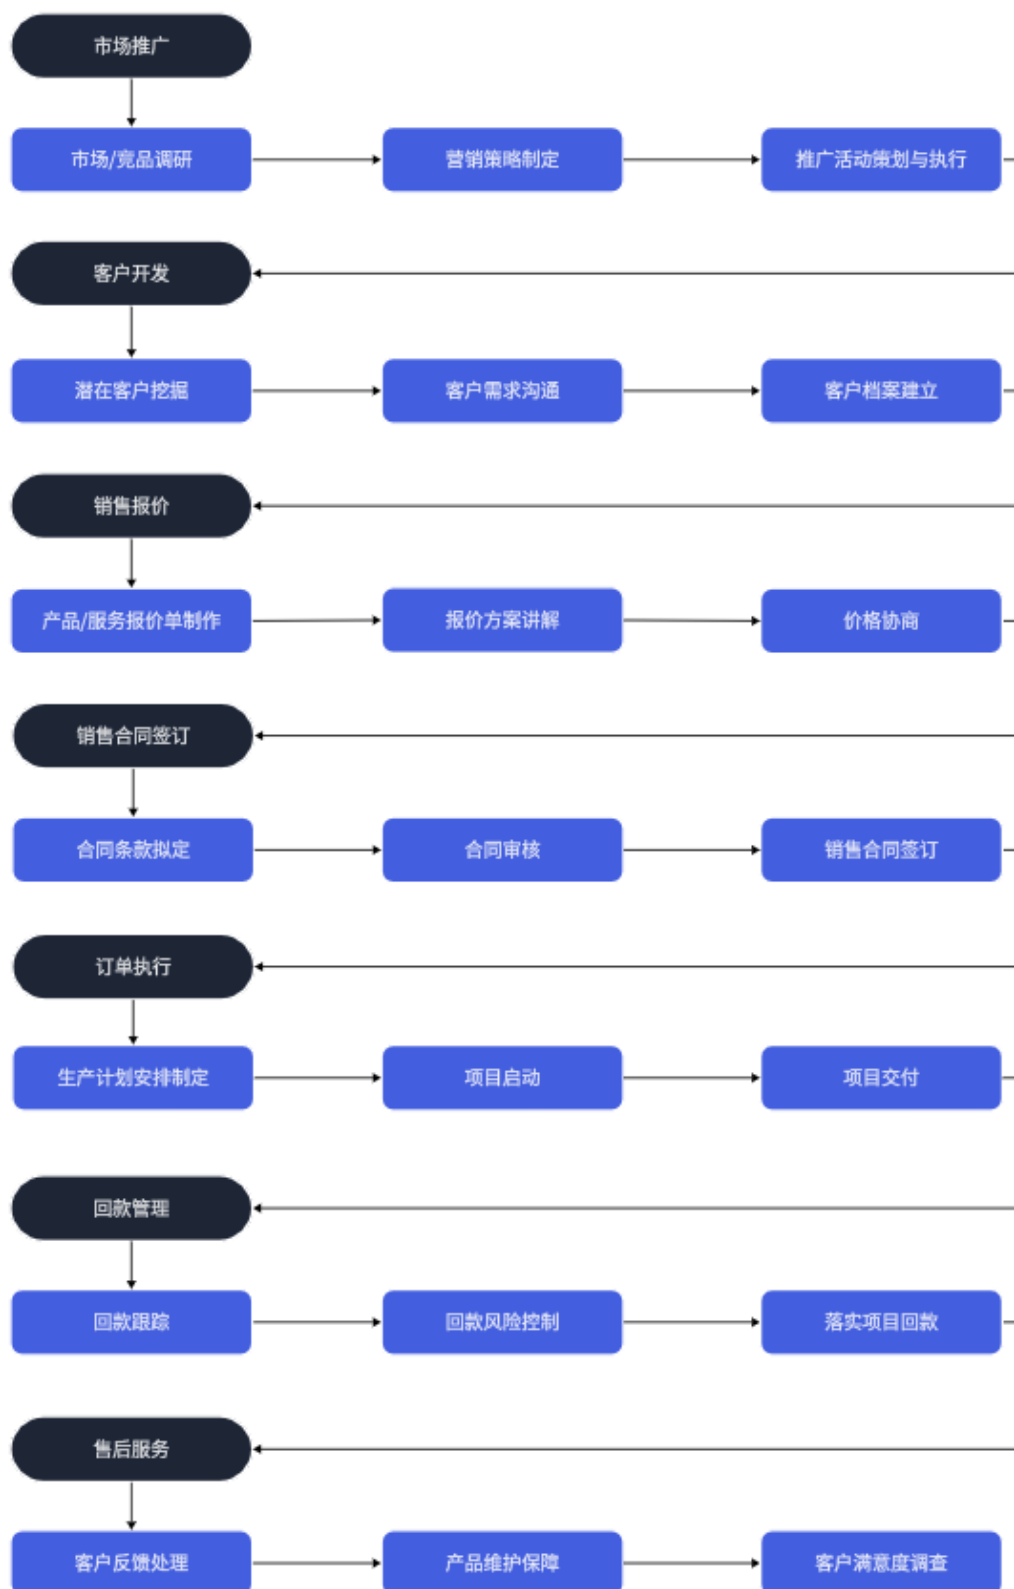 市场推广
市场/竞品调研
营销策略制定
推广活动策划与执行
客户开发
潜在客户挖掘
客户需求沟通
客户档案建立
销售报价
产品/服务报价单制作
报价方案讲解
价格协商
销售合同签订
合同条款拟定
合同审核
销售合同签订
订单执行
生产计划安排制定
项目启动
项目交付
回款管理
回款跟踪
回款风险控制
落实项目回款
售后服务
客户反馈处理
产品维护保障
客户满意度调查